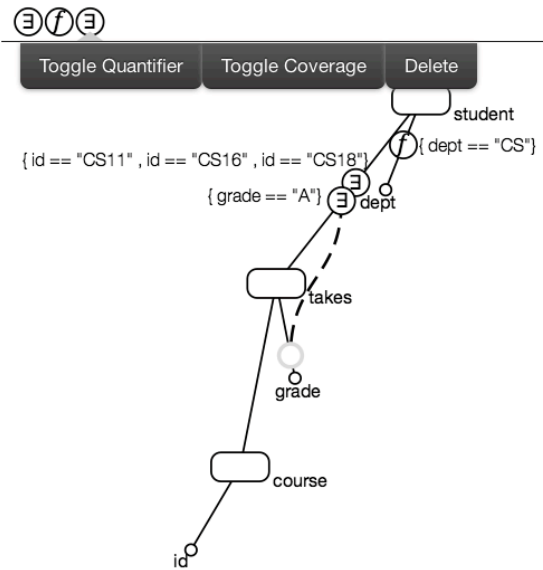 ∃ f ∃
Toggle Quantifier Toggle Coverage Delete
student
{ id == "CS11" , id == "CS16" , id == "CS18"} f { dept == "CS"}
∃
{ grade == "A"} ∃ dept
takes
grade
course
id